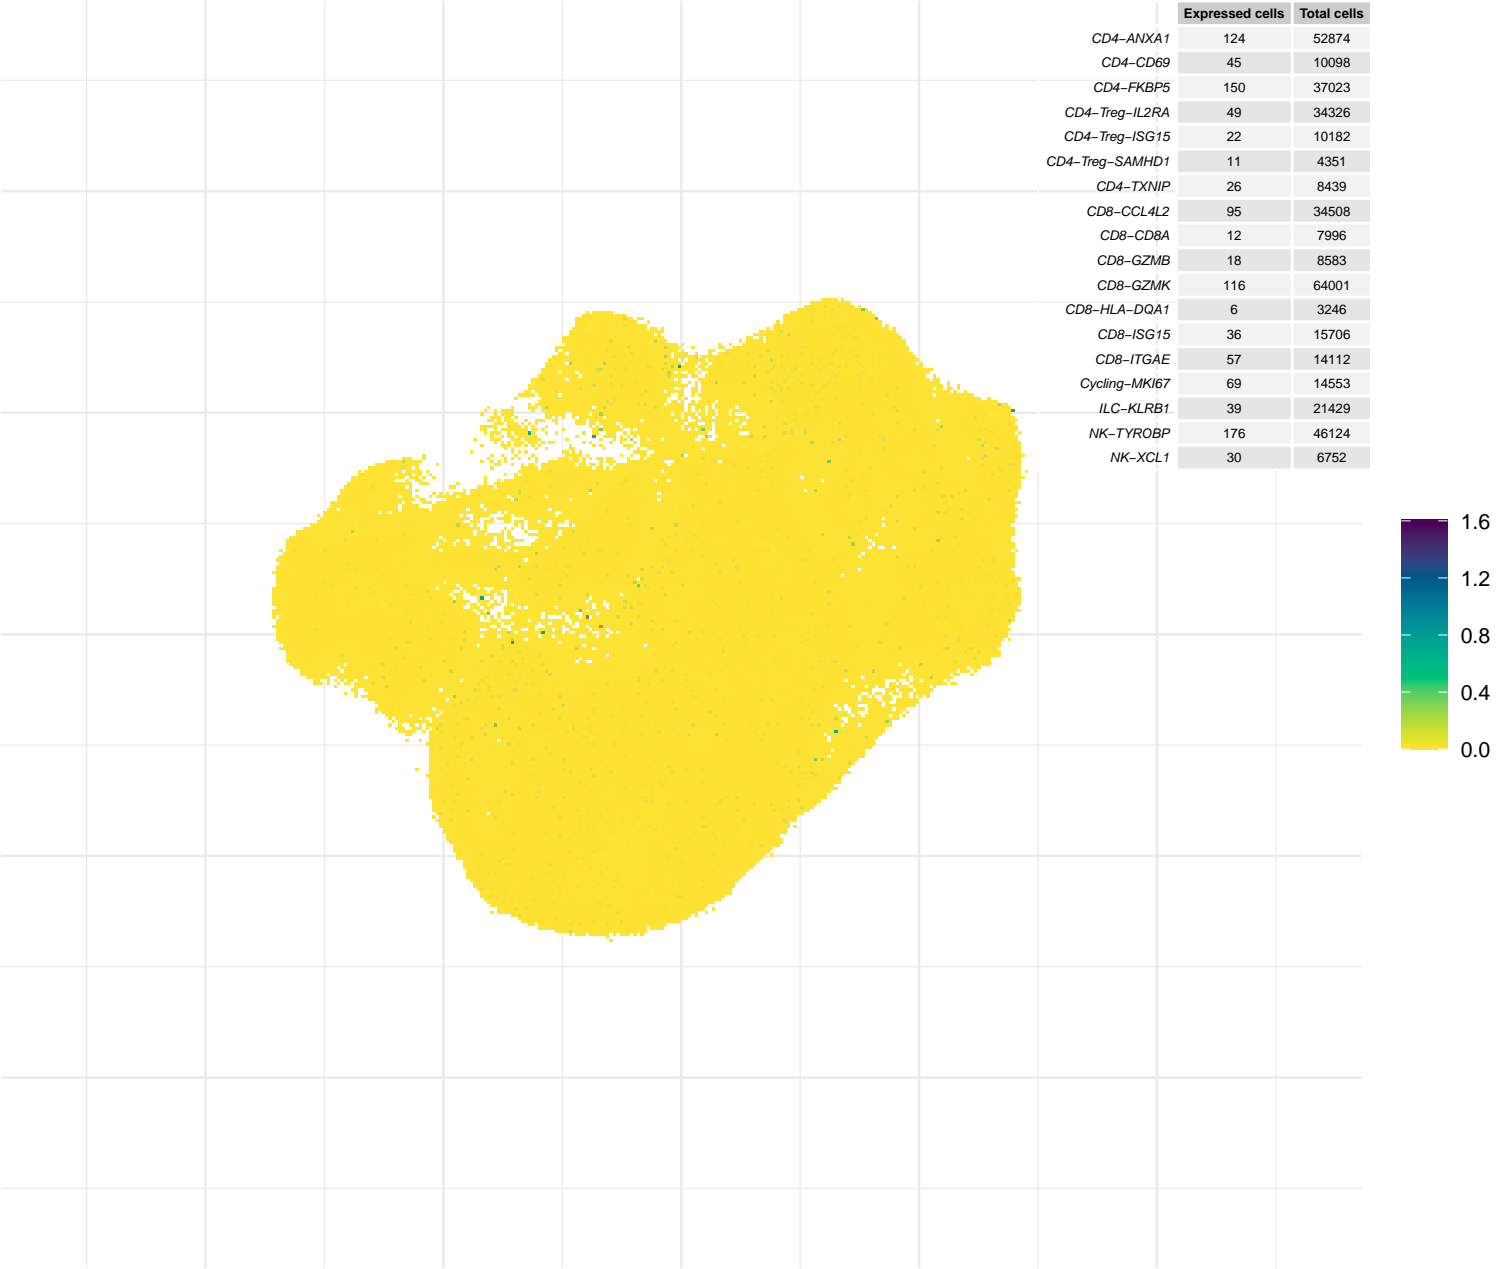 Expressed cells Total cells
CD4−ANXA1 124 52874
CD4−CD69 45 10098
CD4−FKBP5 150 37023
CD4−Treg−IL2RA 49 34326
CD4−Treg−ISG15 22 10182
CD4−Treg−SAMHD1 11 4351
CD4−TXNIP 26 8439
CD8−CCL4L2 95 34508
CD8−CD8A 12 7996
CD8−GZMB 18 8583
CD8−GZMK 116 64001
CD8−HLA−DQA1 6 3246
CD8−ISG15 36 15706
CD8−ITGAE 57 14112
Cycling−MKI67 69 14553
ILC−KLRB1 39 21429
NK−TYROBP 176 46124
NK−XCL1 30 6752
1.6
1.2
0.8
0.4
0.0